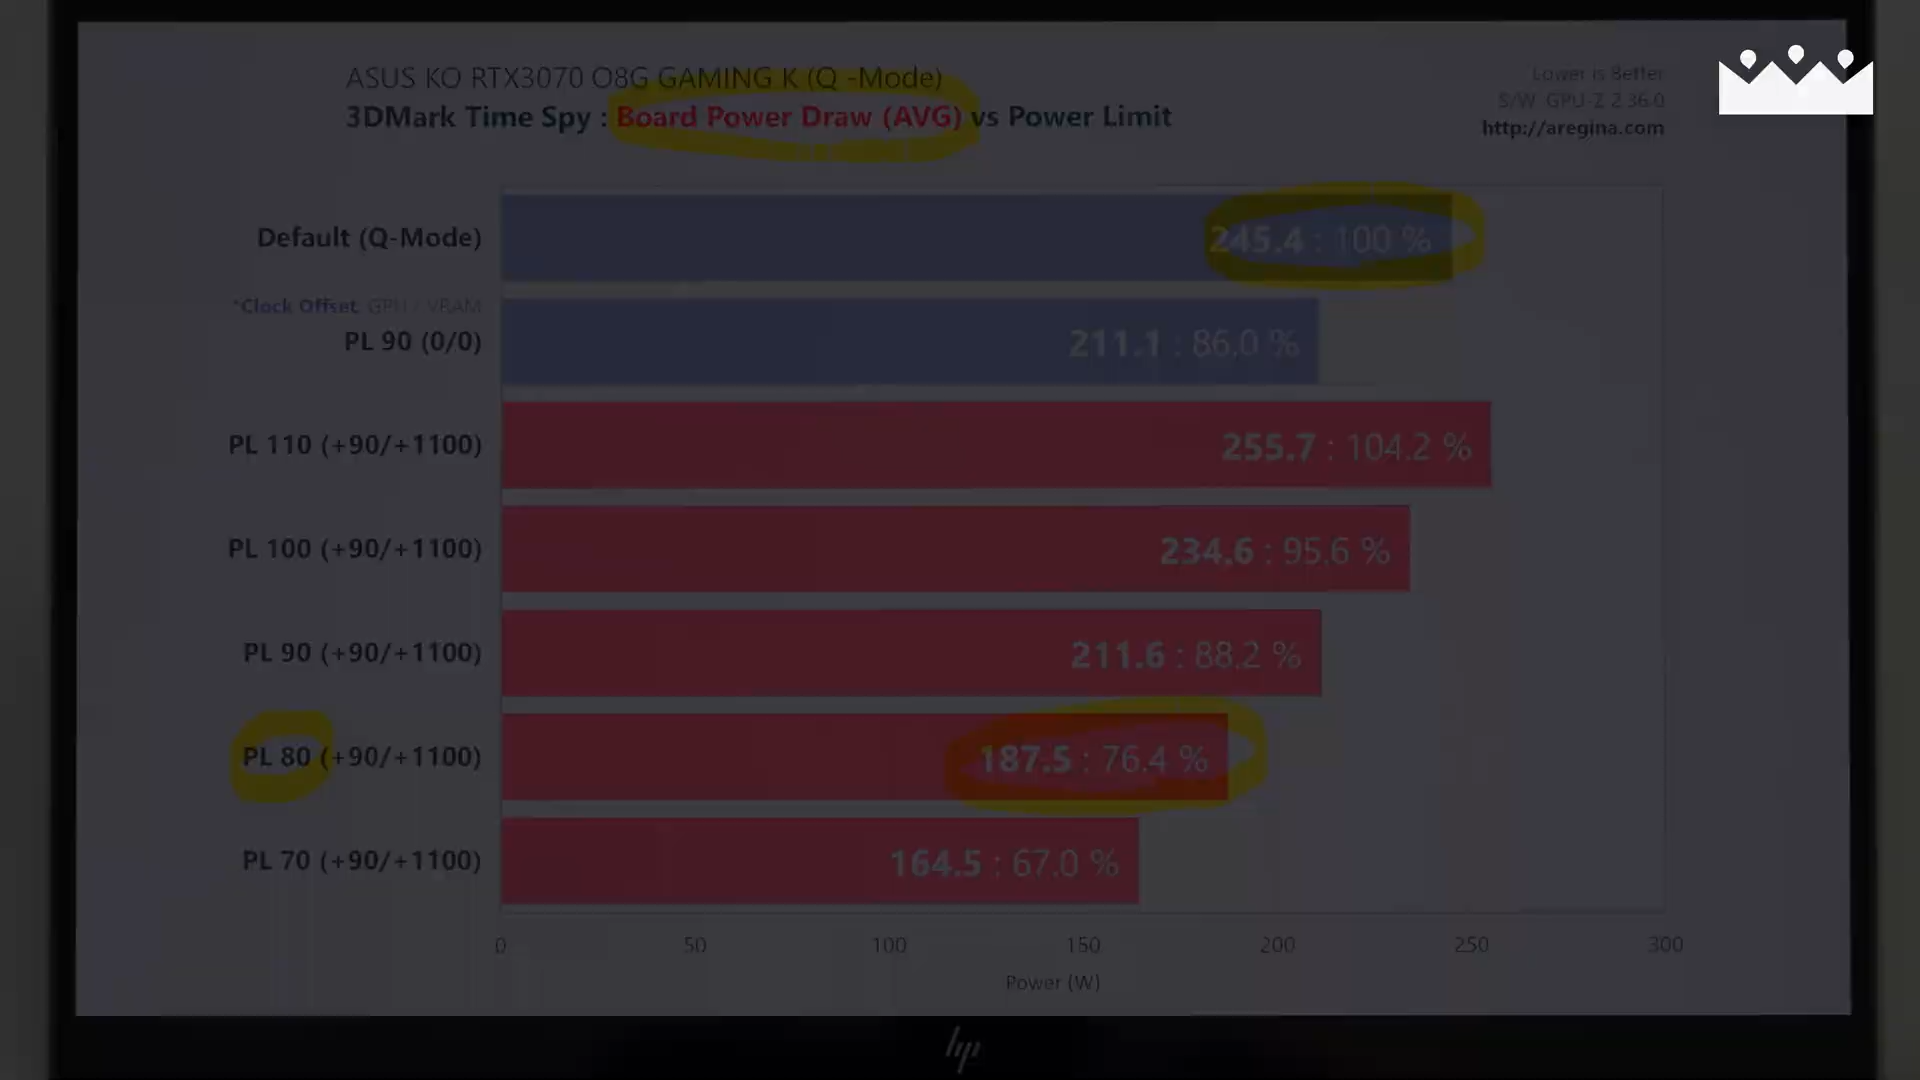 ASUS KO RTX3070 O8G GAMING K (Q -Mode)
3DMark Time Spy : Board Power Draw (AVG) vs Power Limit
Lower is Better
S/W. GPU-Z 2.36.0
http://aregina.com
Default (Q-Mode)
245.4 : 100 %
*Clock Offset. GPU / VRAM
PL 90 (0/0)
211.1 : 86.0 %
PL 110 (+90/+1100)
255.7 : 104.2 %
PL 100 (+90/+1100)
234.6 : 95.6 %
PL 90 (+90/+1100)
211.6 : 88.2 %
PL 80 (+90/+1100)
187.5 : 76.4 %
PL 70 (+90/+1100)
164.5 : 67.0 %
0 50 100 150 200 250 300
Power (W)
hp